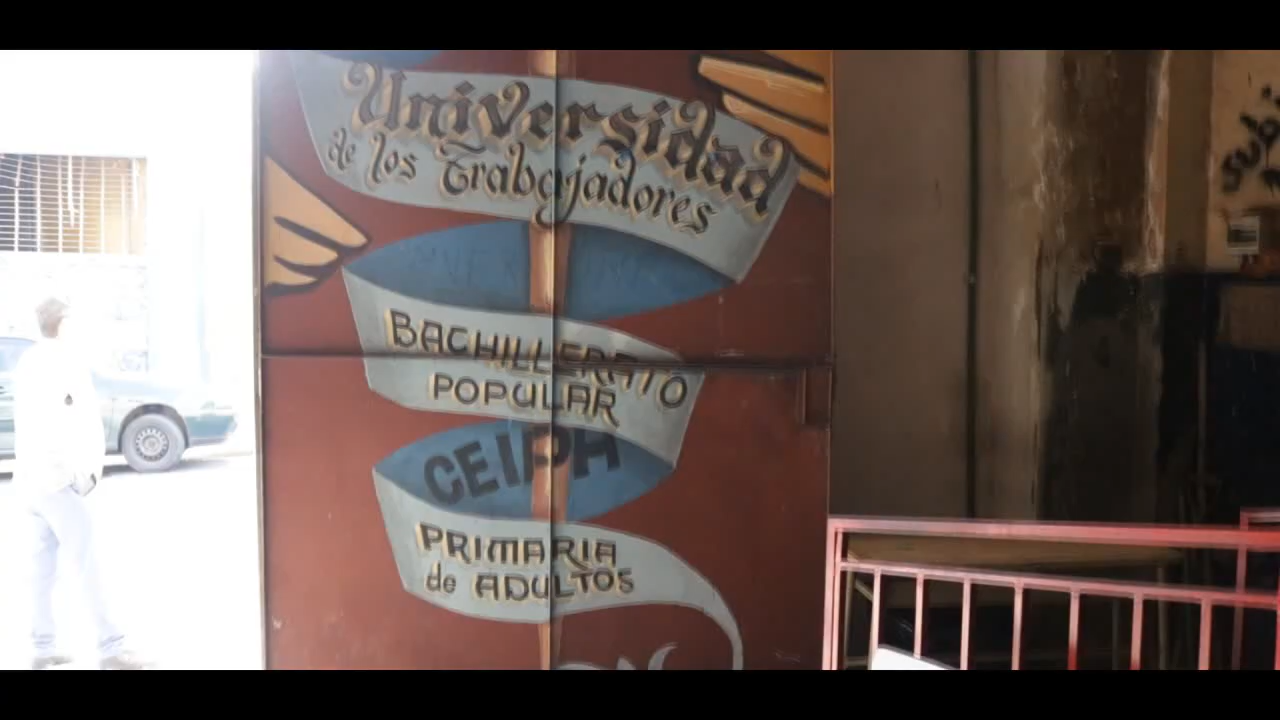 Universidad
de los Trabajadores
BACHILLERATO
POPULAR
CEIPA
PRIMARIA
de ADULTOS